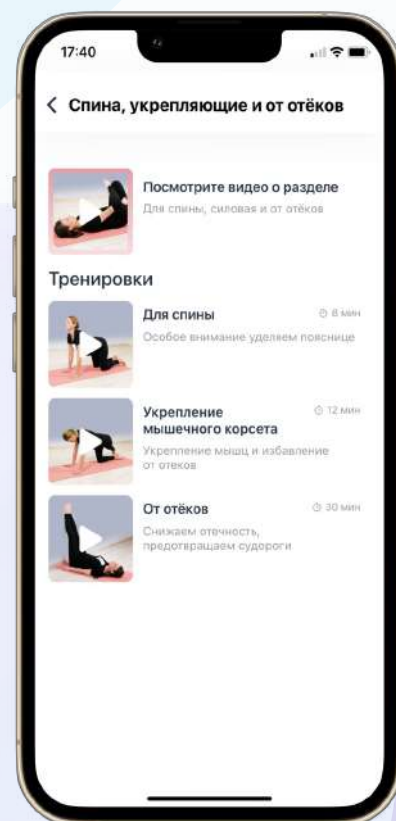 17:40
Спина, укрепляющие и от отёков
Посмотрите видео о разделе
Для спины, силовая и от отёков
Тренировки
Для спины
8 мин
Особое внимание уделяем пояснице
Укрепление
12 мин
мышечного корсета
Укрепление мышц и избавление
от отеков
От отёков
30 мин
Снижаем отечность,
предотвращаем судороги